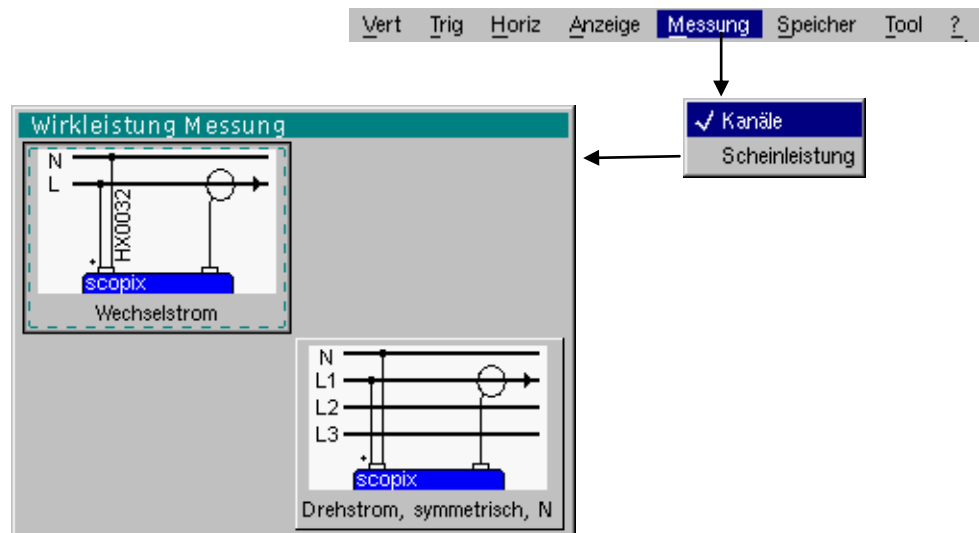 Vert Trig Horiz Anzeige Messung Speicher Tool ?
✓ Kanäle
Scheinleistung
Wirkleistung Messung
N
L
HX0032
scopix
Wechselstrom
N
L1
L2
L3
scopix
Drehstrom, symmetrisch, N